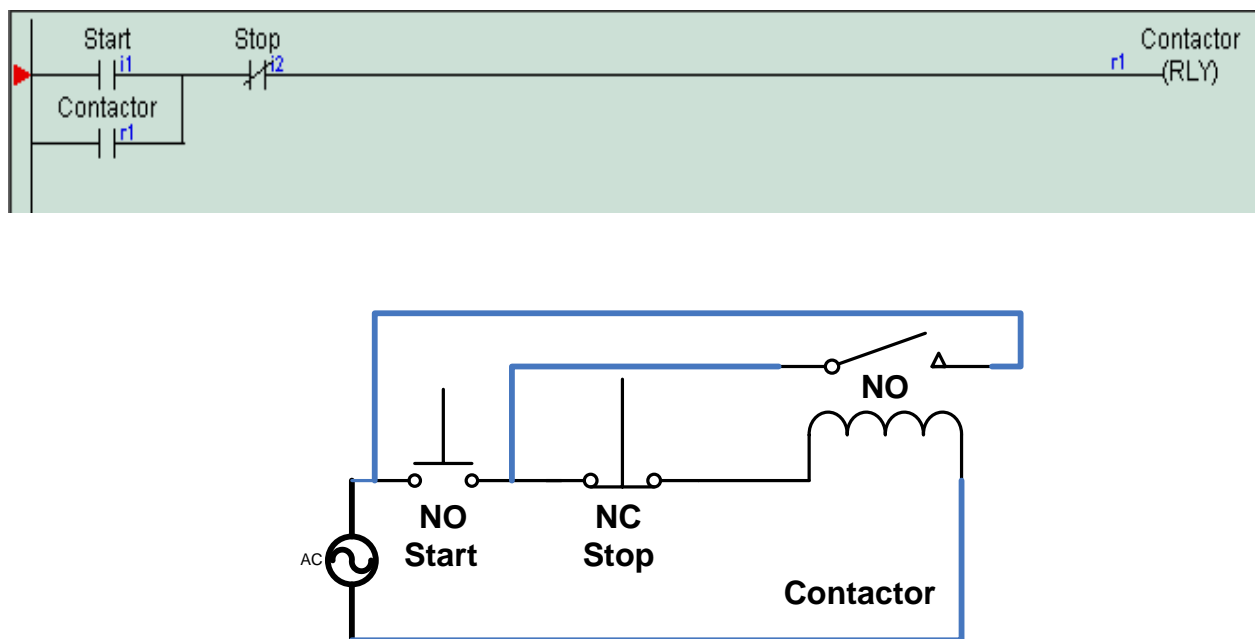 Start Stop Contactor
i1 i2 r1 (RLY)
Contactor
r1
NO
NO NC
Start Stop
AC
Contactor